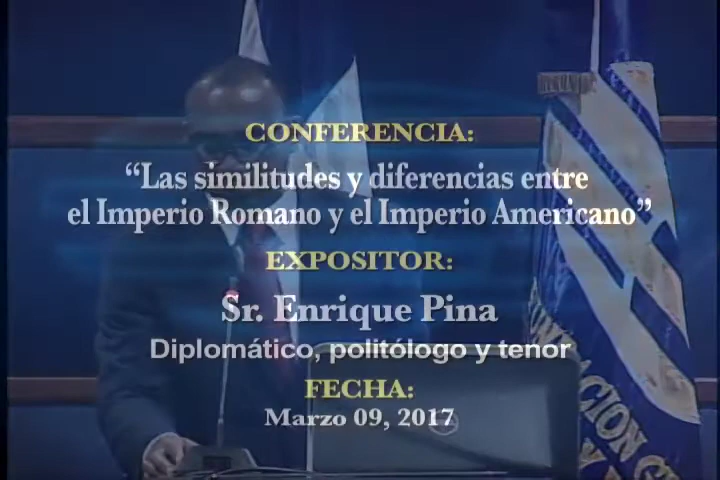 CONFERENCIA:
“Las similitudes y diferencias entre
el Imperio Romano y el Imperio Americano”
EXPOSITOR:
Sr. Enrique Pina
Diplomático, politólogo y tenor
FECHA:
Marzo 09, 2017